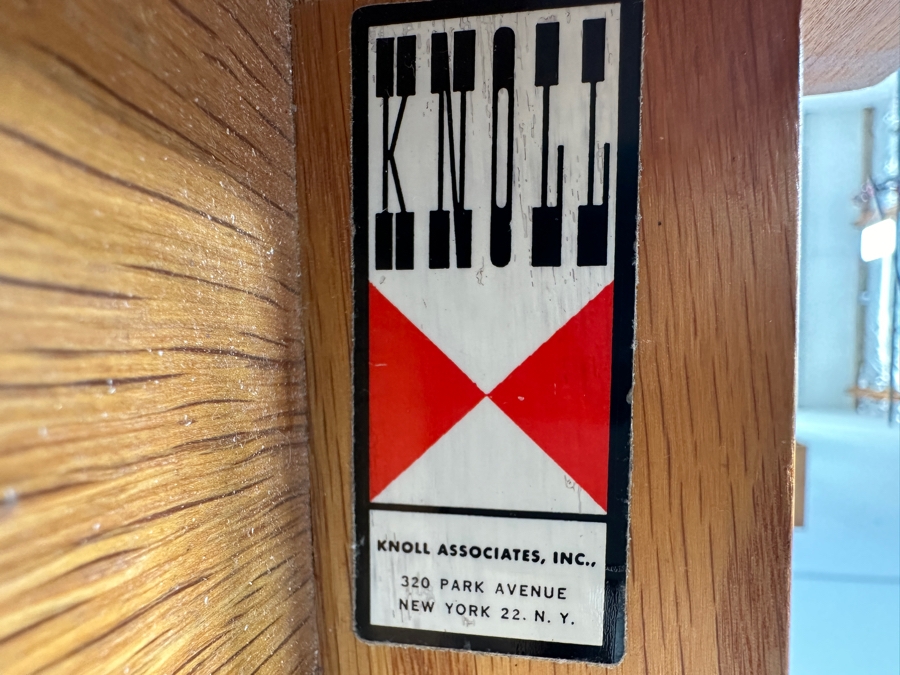 KNOLL
KNOLL ASSOCIATES, INC.,
320 PARK AVENUE
NEW YORK 22. N. Y.